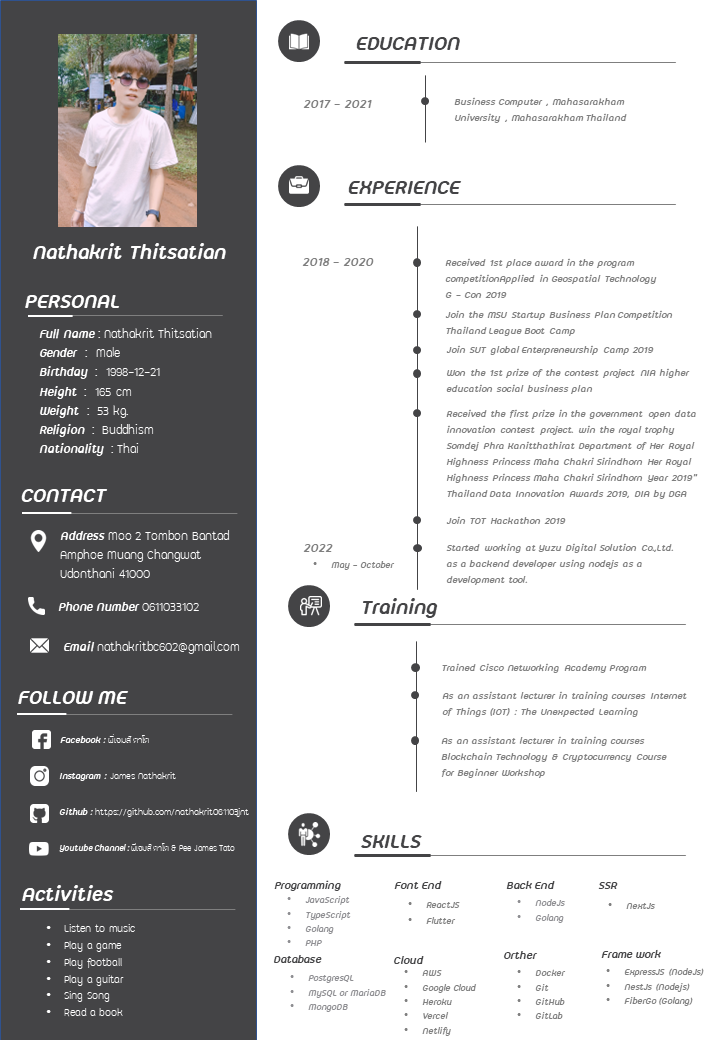 Nathakrit Thitsatian
PERSONAL
Full Name : Nathakrit Thitsatian
Gender : Male
Birthday : 1998-12-21
Height : 165 cm
Weight : 53 kg.
Religion : Buddhism
Nationality : Thai
CONTACT
Address Moo 2 Tombon Bantad
Amphoe Muang Changwat
Udonthani 41000
Phone Number 0611033102
Email nathakritbc602@gmail.com
FOLLOW ME
Facebook : พี่เจมส์ ตาโต
Instagram : James Nathakrit
Github : https://github.com/nathakrit061103jnt
Youtube Channel : พี่เจมส์ ตาโต & Pee James Tato
Activities
• Listen to music
• Play a game
• Play football
• Play a guitar
• Sing Song
• Read a book
EDUCATION
2017 - 2021
Business Computer , Mahasarakham
University , Mahasarakham Thailand
EXPERIENCE
2018 - 2020
Received 1st place award in the program
competitionApplied in Geospatial Technology
G - Con 2019
Join the MSU Startup Business Plan Competition
Thailand League Boot Camp
Join SUT global Enterpreneurship Camp 2019
Won the 1st prize of the contest project NIA higher
education social business plan
Received the first prize in the government open data
innovation contest project. win the royal trophy
Somdej Phra Kanitthathirat Department of Her Royal
Highness Princess Maha Chakri Sirindhorn Her Royal
Highness Princess Maha Chakri Sirindhorn Year 2019"
Thailand Data Innovation Awards 2019, DIA by DGA
Join TOT Hackathon 2019
2022
• May - October
Started working at Yuzu Digital Solution Co.,Ltd.
as a backend developer using nodejs as a
development tool.
Training
Trained Cisco Networking Academy Program
As an assistant lecturer in training courses Internet
of Things (IOT) : The Unexpected Learning
As an assistant lecturer in training courses
Blockchain Technology & Cryptocurrency Course
for Beginner Workshop
SKILLS
Programming
• JavaScript
• TypeScript
• Golang
• PHP
Font End
• ReactJS
• Flutter
Back End
• NodeJs
• Golang
SSR
• NextJs
Database
• PostgresQL
• MySQL or MariaDB
• MongoDB
Cloud
• AWS
• Google Cloud
• Heroku
• Vercel
• Netlify
Orther
• Docker
• Git
• GitHub
• GitLab
Frame work
• ExpressJS (NodeJs)
• NestJs (Nodejs)
• FiberGo (Golang)